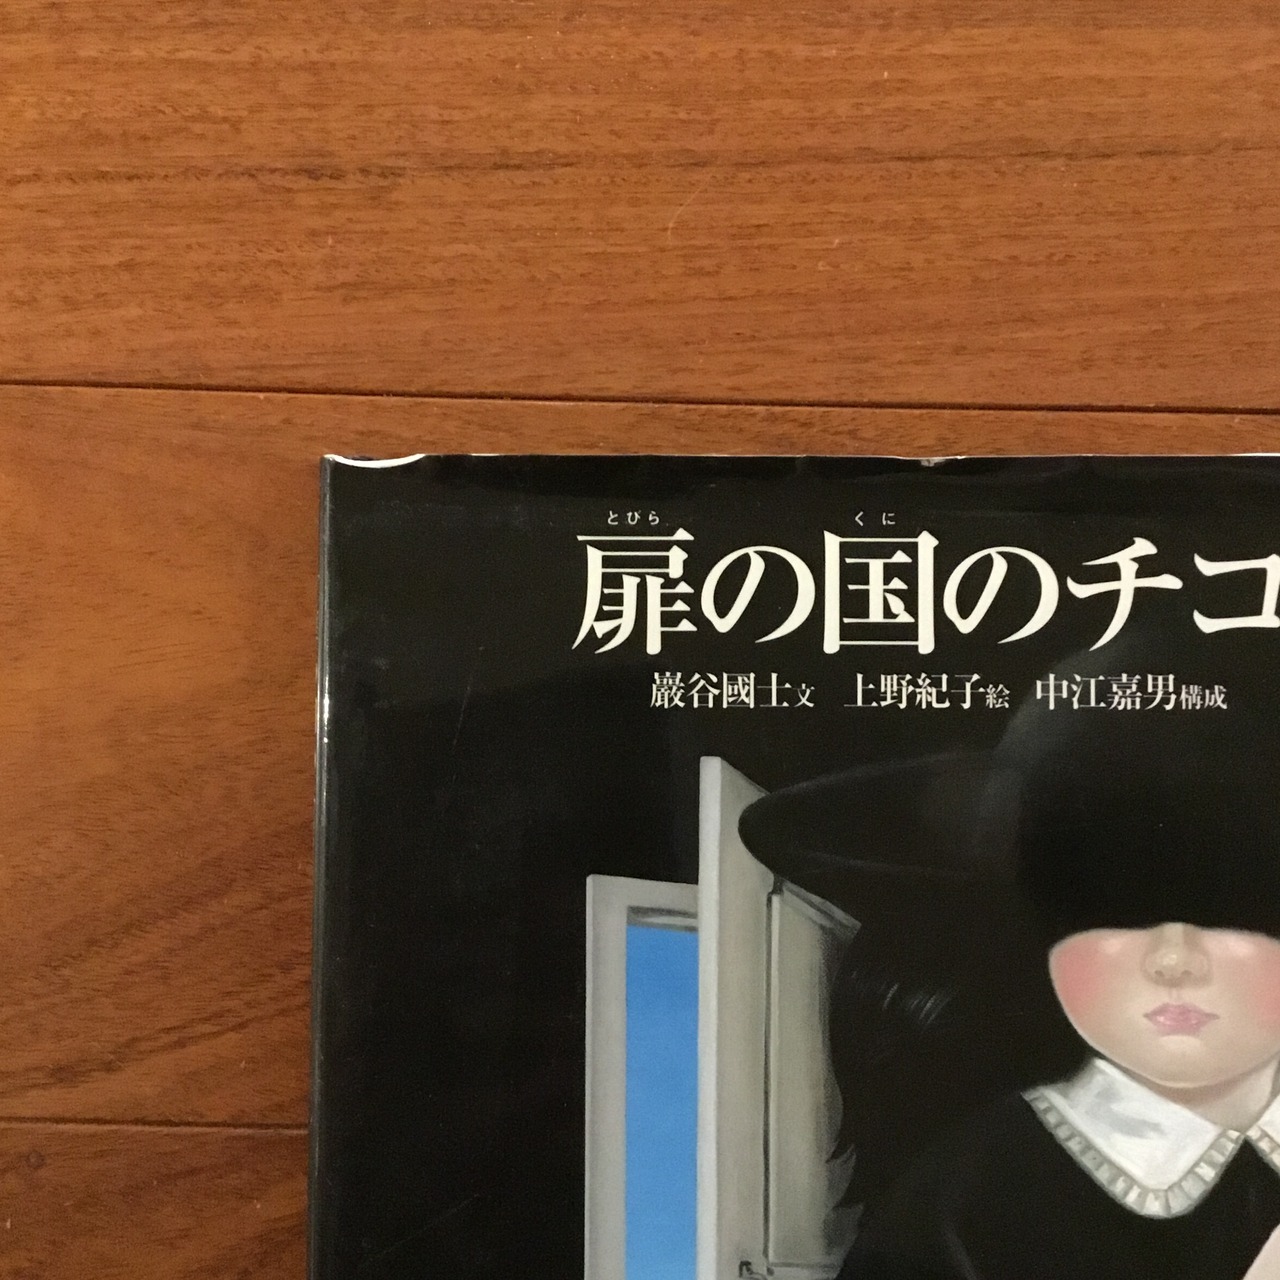 とびら くに
扉の国のチコ
巖谷國士文 上野紀子絵 中江嘉男構成